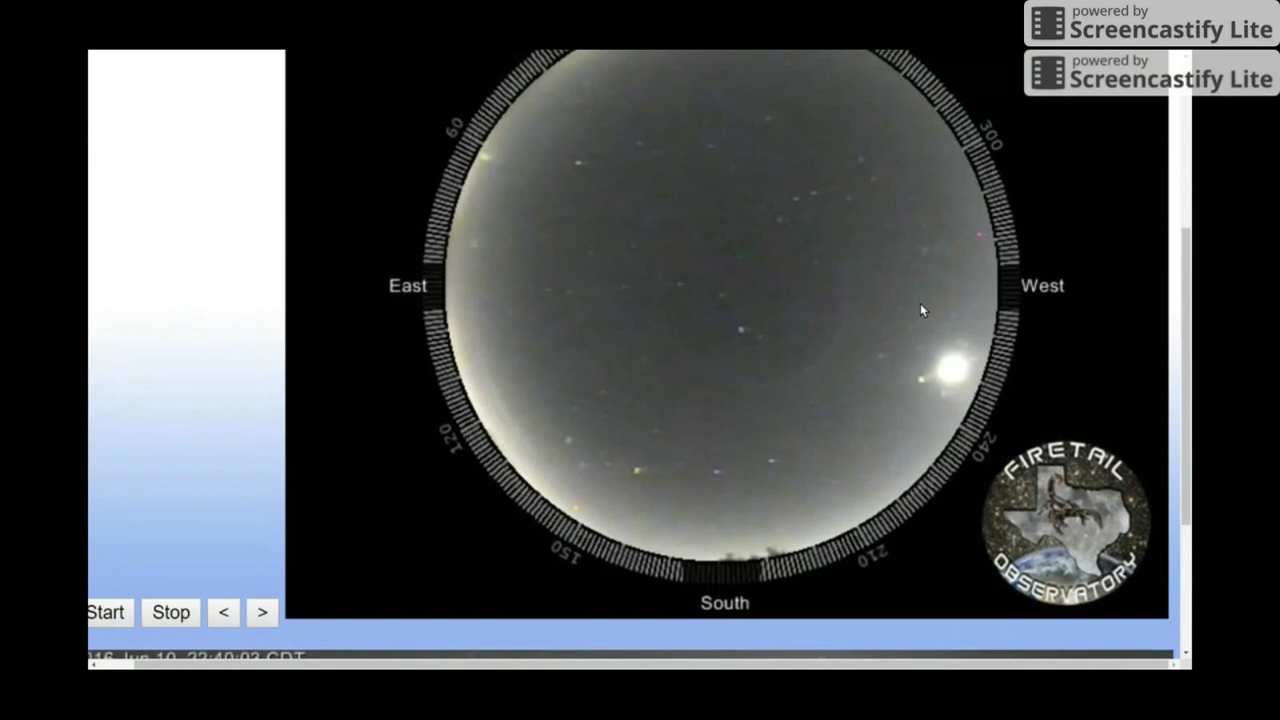 powered by
Screencastify Lite
powered by
Screencastify Lite
60
300
East
West
120
240
150
210
South
FIRETAIL
OBSERVATORY
Start
Stop
<
>